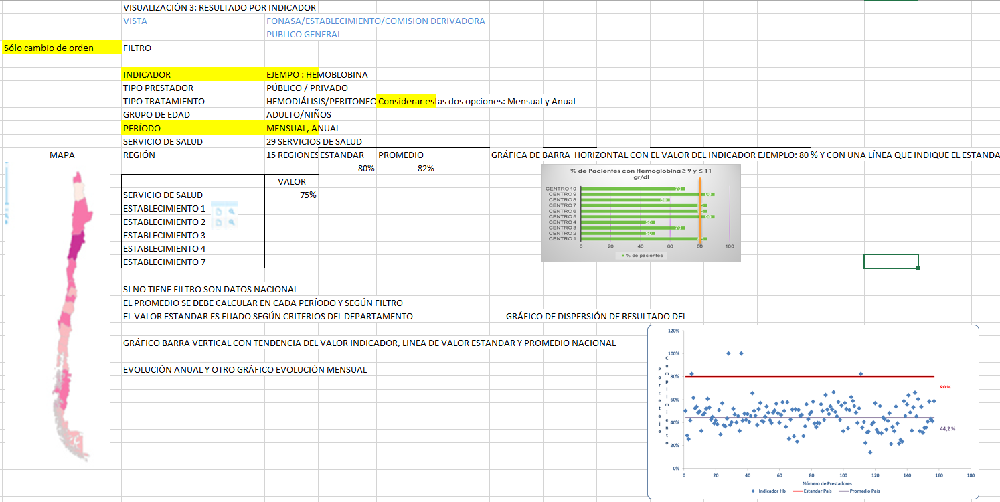 VISUALIZACIÓN 3: RESULTADO POR INDICADOR
VISTA FONASA/ESTABLECIMIENTO/COMISION DERIVADORA
PUBLICO GENERAL
Sólo cambio de orden FILTRO
INDICADOR EJEMPO : HEMOBLOBINA
TIPO PRESTADOR PÚBLICO / PRIVADO
TIPO TRATAMIENTO HEMODIÁLISIS/PERITONEO Considerar estas dos opciones: Mensual y Anual
GRUPO DE EDAD ADULTO/NIÑOS
PERÍODO MENSUAL, ANUAL
SERVICIO DE SALUD 29 SERVICIOS DE SALUD
MAPA REGIÓN 15 REGIONES ESTANDAR PROMEDIO GRÁFICA DE BARRA HORIZONTAL CON EL VALOR DEL INDICADOR EJEMPLO: 80 % Y CON UNA LÍNEA QUE INDIQUE EL ESTANDA
80% 82%
VALOR
SERVICIO DE SALUD 75%
ESTABLECIMIENTO 1
ESTABLECIMIENTO 2
ESTABLECIMIENTO 3
ESTABLECIMIENTO 4
ESTABLECIMIENTO 7
% de Pacientes con Hemoglobina ≥ 9 y ≤ 11
gr/dl
CENTRO 10 70
CENTRO 9 90
CENTRO 8 60
CENTRO 7
CENTRO 6
CENTRO 5 90
CENTRO 4 50
CENTRO 3 70
CENTRO 2 50
CENTRO 1
0 20 40 60 80 100
% de pacientes
SI NO TIENE FILTRO SON DATOS NACIONAL
EL PROMEDIO SE DEBE CALCULAR EN CADA PERÍODO Y SEGÚN FILTRO
EL VALOR ESTANDAR ES FIJADO SEGÚN CRITERIOS DEL DEPARTAMENTO
GRÁFICO BARRA VERTICAL CON TENDENCIA DEL VALOR INDICADOR, LINEA DE VALOR ESTANDAR Y PROMEDIO NACIONAL
EVOLUCIÓN ANUAL Y OTRO GRÁFICO EVOLUCIÓN MENSUAL
GRÁFICO DE DISPERSIÓN DE RESULTADO DEL
Porcetaje
Cumplimiento
120%
100%
80%
60%
40%
20%
0%
80 %
44,2 %
0 20 40 60 80 100 120 140 160 180
Número de Prestadores
Indicador Hb Estandar País Promedio País